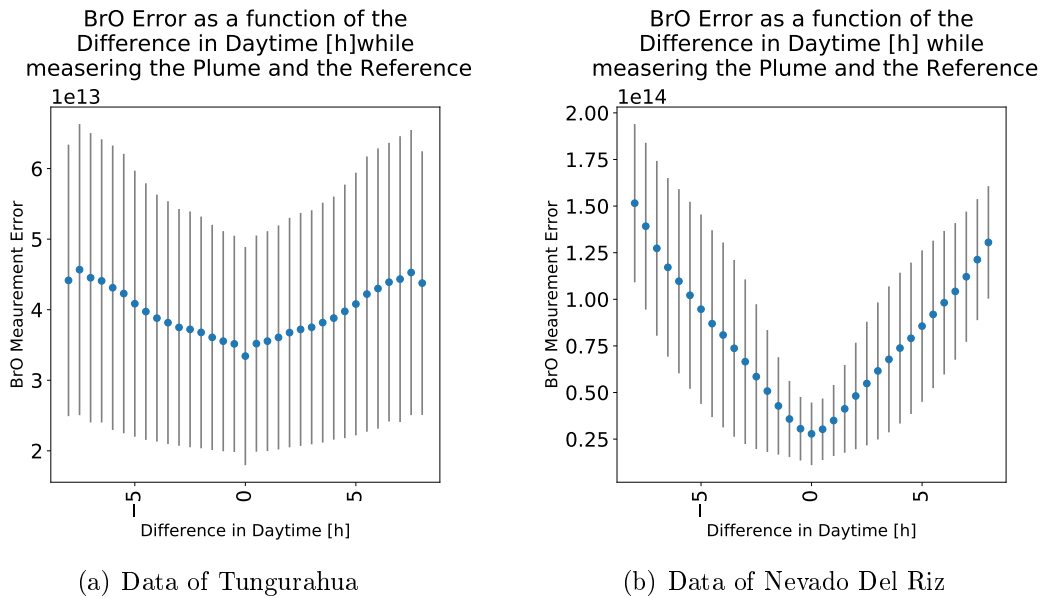 BrO Error as a function of the
Difference in Daytime [h]while
measering the Plume and the Reference
1e13
6
5
4
3
2
BrO Meaurement Error
−5
0
5
Difference in Daytime [h]
(a) Data of Tungurahua
BrO Error as a function of the
Difference in Daytime [h] while
measering the Plume and the Reference
1e14
2.00
1.75
1.50
1.25
1.00
0.75
0.50
0.25
BrO Meaurement Error
−5
0
5
Difference in Daytime [h]
(b) Data of Nevado Del Riz